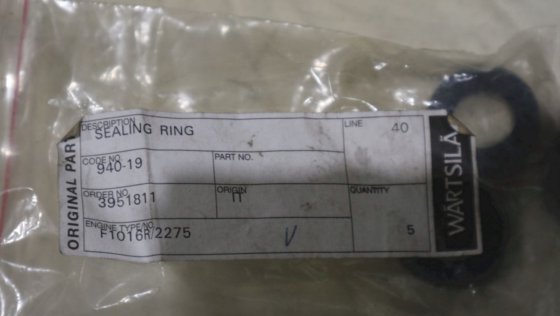 ORIGINAL PAR
DESCRIPTION
SEALING RING
LINE
40
CODE NO.
940-19
PART NO.
ORDER NO.
3951811
ORIGIN
IT
QUANTITY
5
ENGINE TYPE/NO.
F1016R/2275
V
WÄRTSILÄ